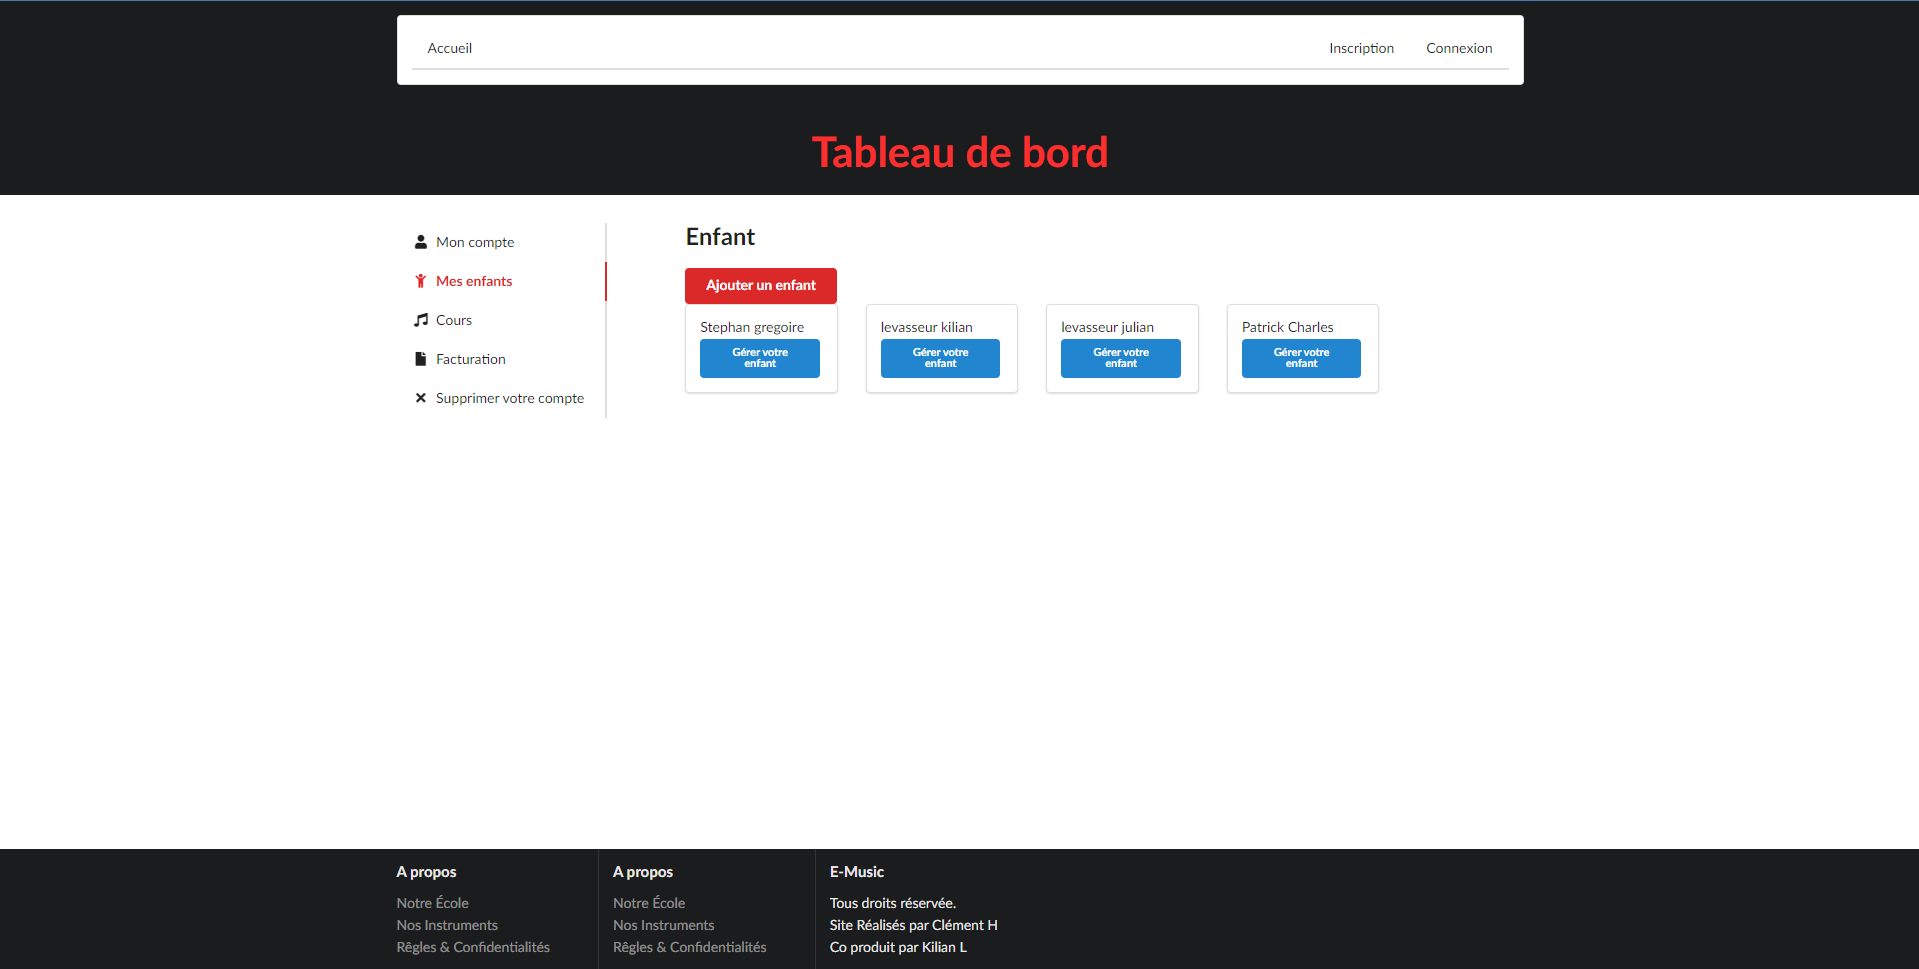 Accueil
Inscription
Connexion
Tableau de bord
Mon compte
Mes enfants
Cours
Facturation
Supprimer votre compte
Enfant
Ajouter un enfant
Stephan gregoire
Gérer votre
enfant
levasseur kilian
Gérer votre
enfant
levasseur julian
Gérer votre
enfant
Patrick Charles
Gérer votre
enfant
A propos
Notre École
Nos Instruments
Rêgles & Confidentialités
A propos
Notre École
Nos Instruments
Rêgles & Confidentialités
E-Music
Tous droits réservée.
Site Réalisés par Clément H
Co produit par Kilian L